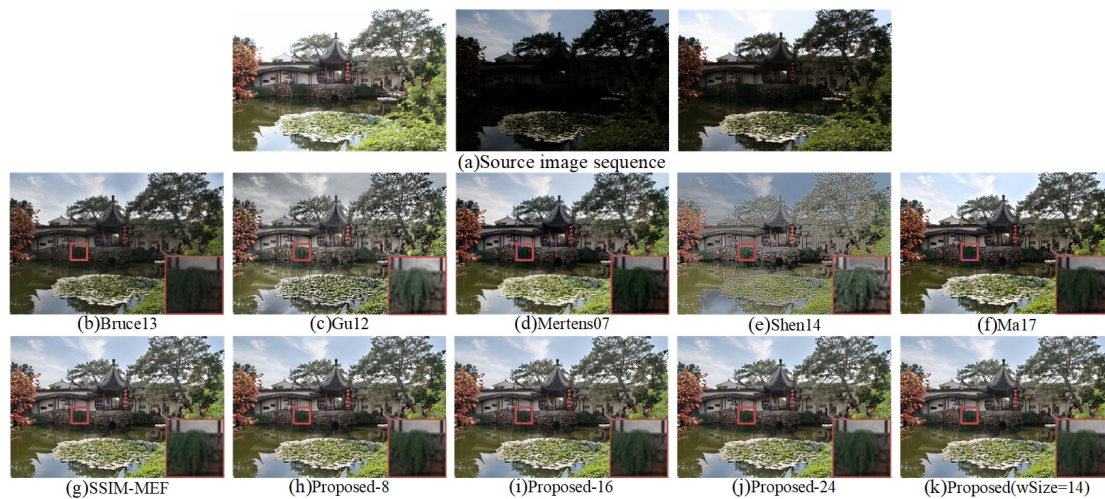 (a)Source image sequence
(b)Bruce13
(c)Gu12
(d)Mertens07
(e)Shen14
(f)Ma17
(g)SSIM-MEF
(h)Proposed-8
(i)Proposed-16
(j)Proposed-24
(k)Proposed(wSize=14)